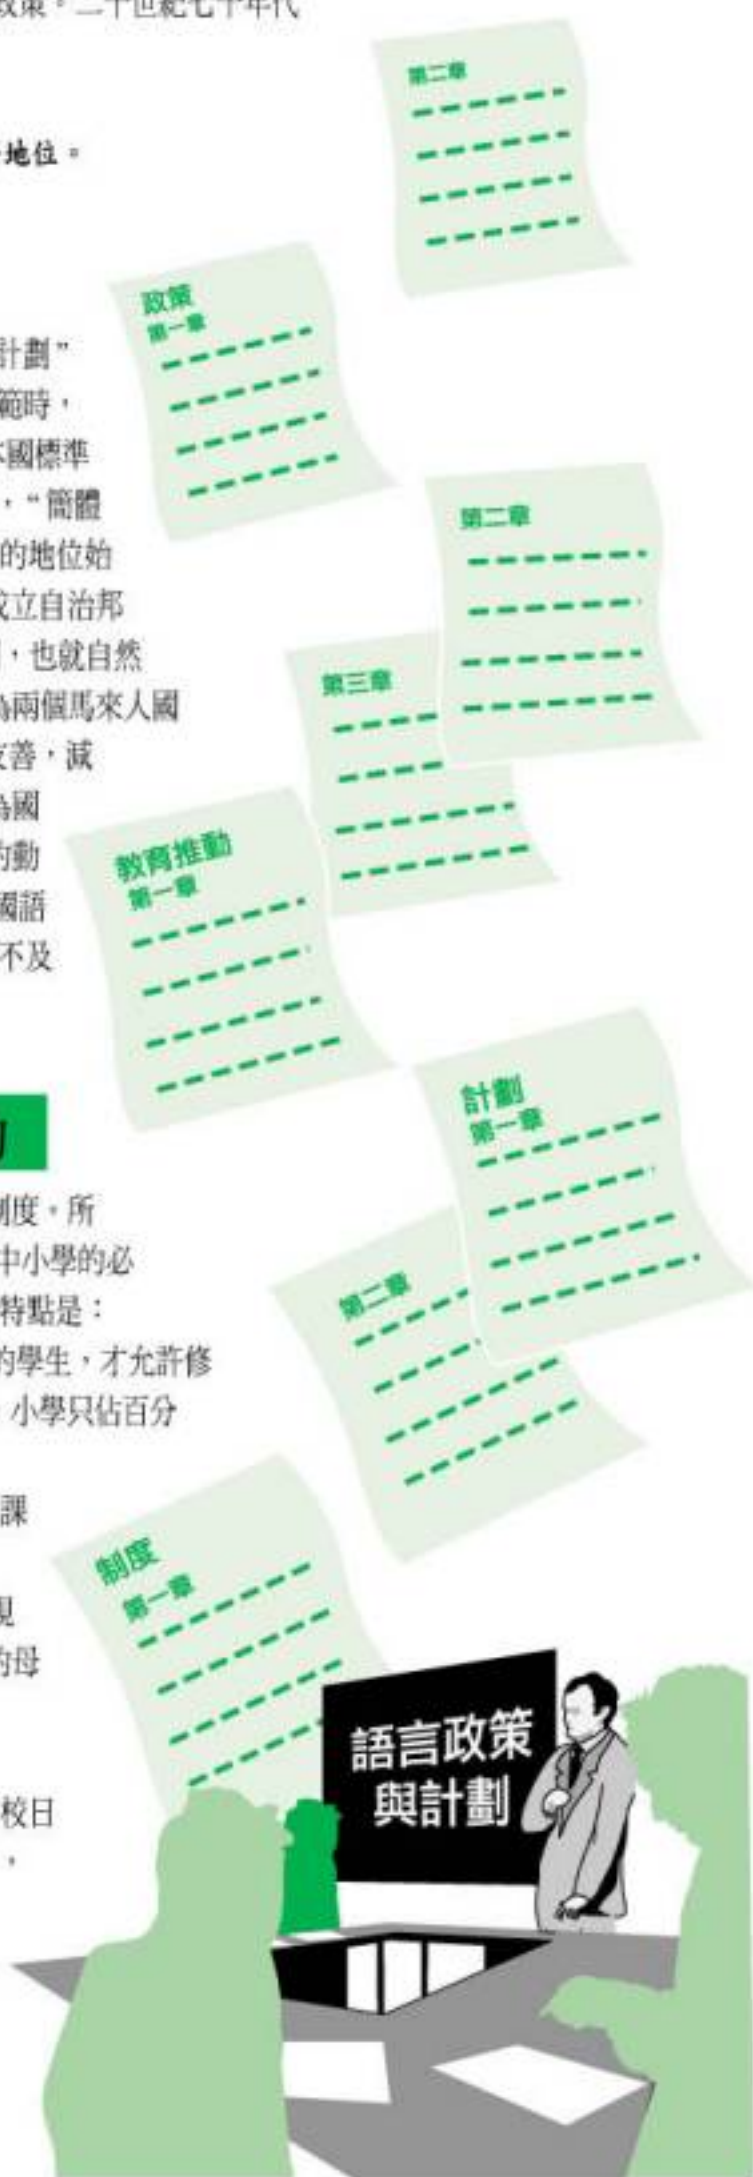 政策。二十世紀七十年代
地位。
計劃”
範時，
本國標準
，“簡體
的地位始
成立自治邦
，也就自然
為兩個馬來人國
友善，減
為國
的動
國語
不及
制度。所
中小學的必
特點是：
的學生，才允許修
小學只佔百分
課
現
的母
校日
，
第二章
政策
第一章
第二章
第三章
教育推動
第一章
計劃
第一章
第二章
制度
第一章
語言政策
與計劃